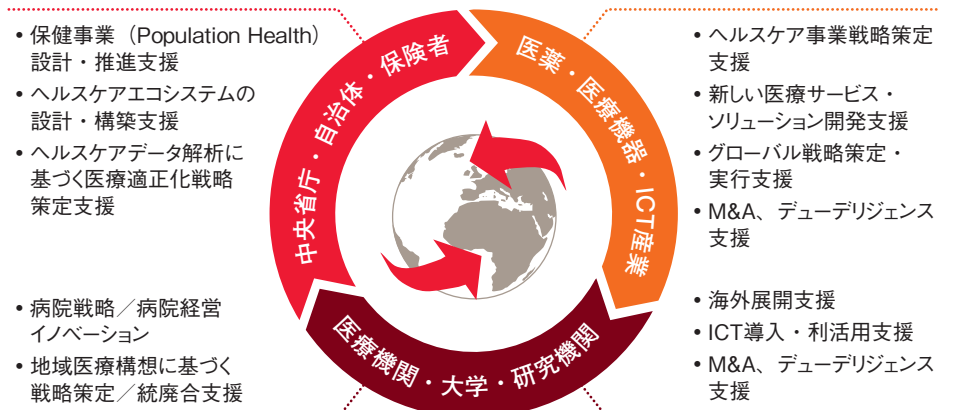 • 保健事業（Population Health）
設計・推進支援
• ヘルスケアエコシステムの
設計・構築支援
• ヘルスケアデータ解析に
基づく医療適正化戦略
策定支援
中央省庁・自治体・保険者
医薬・医療機器・ICT産業
• ヘルスケア事業戦略策定
支援
• 新しい医療サービス・
ソリューション開発支援
• グローバル戦略策定・
実行支援
• M&A、デューデリジェンス
支援
• 病院戦略／病院経営
イノベーション
• 地域医療構想に基づく
戦略策定／統廃合支援
医療機関・大学・研究機関
• 海外展開支援
• ICT導入・利活用支援
• M&A、デューデリジェンス
支援